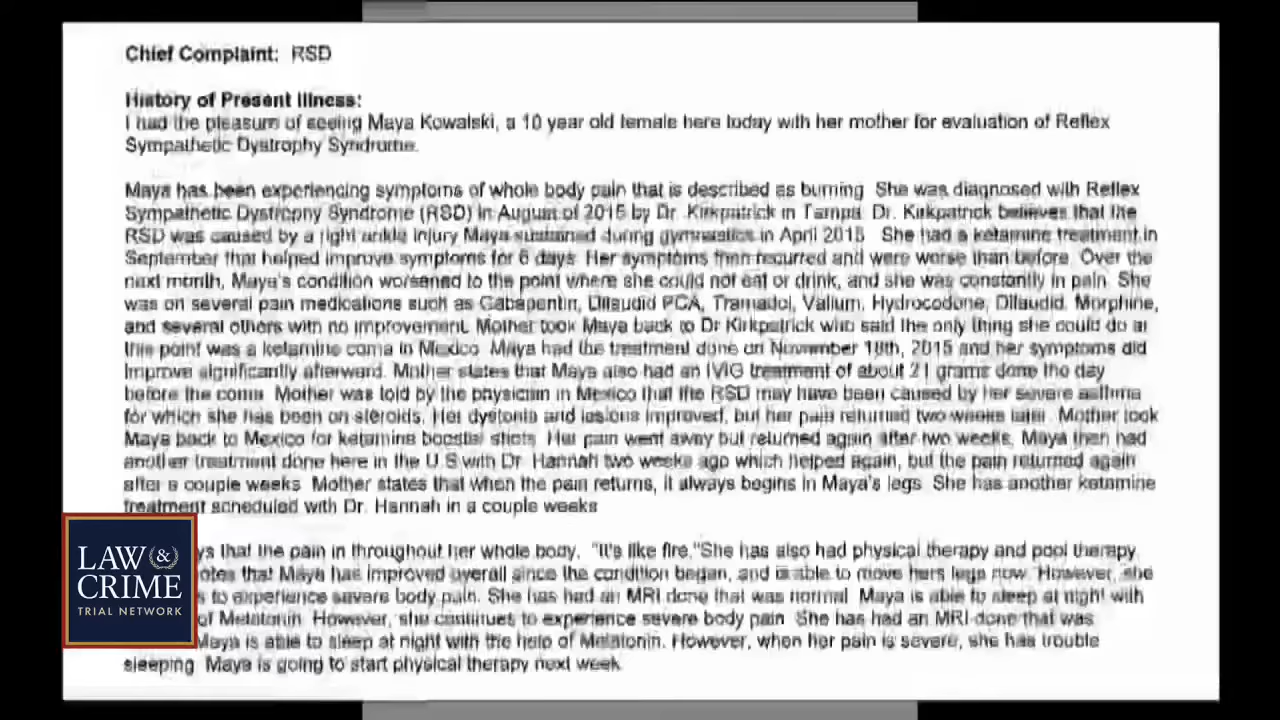 Chief Complaint: RSD
History of Present Illness:
I had the pleasure of seeing Maya Kowalski, a 10 year old female here today with her mother for evaluation of Reflex
Sympathetic Dystrophy Syndrome.
Maya has been experiencing symptoms of whole body pain that is described as burning She was diagnosed with Reflex
Sympathetic Dystrophy Syndrome (RSD) in August of 2015 by Dr. Kirkpatrick in Tampa. Dr. Kirkpatrick believes that the
RSD was caused by a right ankle injury Maya sustained during gymnastics in April 2015 She had a ketamine treatment in
September that helped improve symptoms for 6 days. Her symptoms then recurred and were worse than before. Over the
next month, Maya's condition worsened to the point where she could not eat or drink, and she was constantly in pain. She
was on several pain medications such as Gabapentin, Dilaudid PCA, Tramadol, Valium, Hydrocodone, Dilaudid, Morphine,
and several others with no improvement. Mother took Maya back to Dr Kirkpatrick who said the only thing she could do at
this point was a ketamine coma in Mexico Maya had the treatment done on November 18th, 2015 and her symptoms did
improve significantly afterward. Mother states that Maya also had an IVIG treatment of about 21 grams done the day
before the coma Mother was told by the physician in Mexico that the RSD may have been caused by her severe asthma
for which she has been on steroids. Her dystonia and lesions improved, but her pain returned two weeks later. Mother took
Maya back to Mexico for ketamine booster shots Her pain went away but returned again after two weeks. Maya then had
another treatment done here in the U.S with Dr. Hannah two weeks ago which helped again, but the pain returned again
after a couple weeks Mother states that when the pain returns, it always begins in Maya's legs She has another ketamine
treatment scheduled with Dr. Hannah in a couple weeks
ys that the pain in throughout her whole body. "It's like fire."She has also had physical therapy and pool therapy
otes that Maya has improved overall since the condition began, and is able to move hers legs now However, she
s to experience severe body pain. She has had an MRI done that was normal Maya is able to sleep at night with
of Melatonin. However, she continues to experience severe body pain She has had an MRI done that was
Maya is able to sleep at night with the help of Melatonin. However, when her pain is severe, she has trouble
sleeping Maya is going to start physical therapy next week
LAW &
CRIME
TRIAL NETWORK